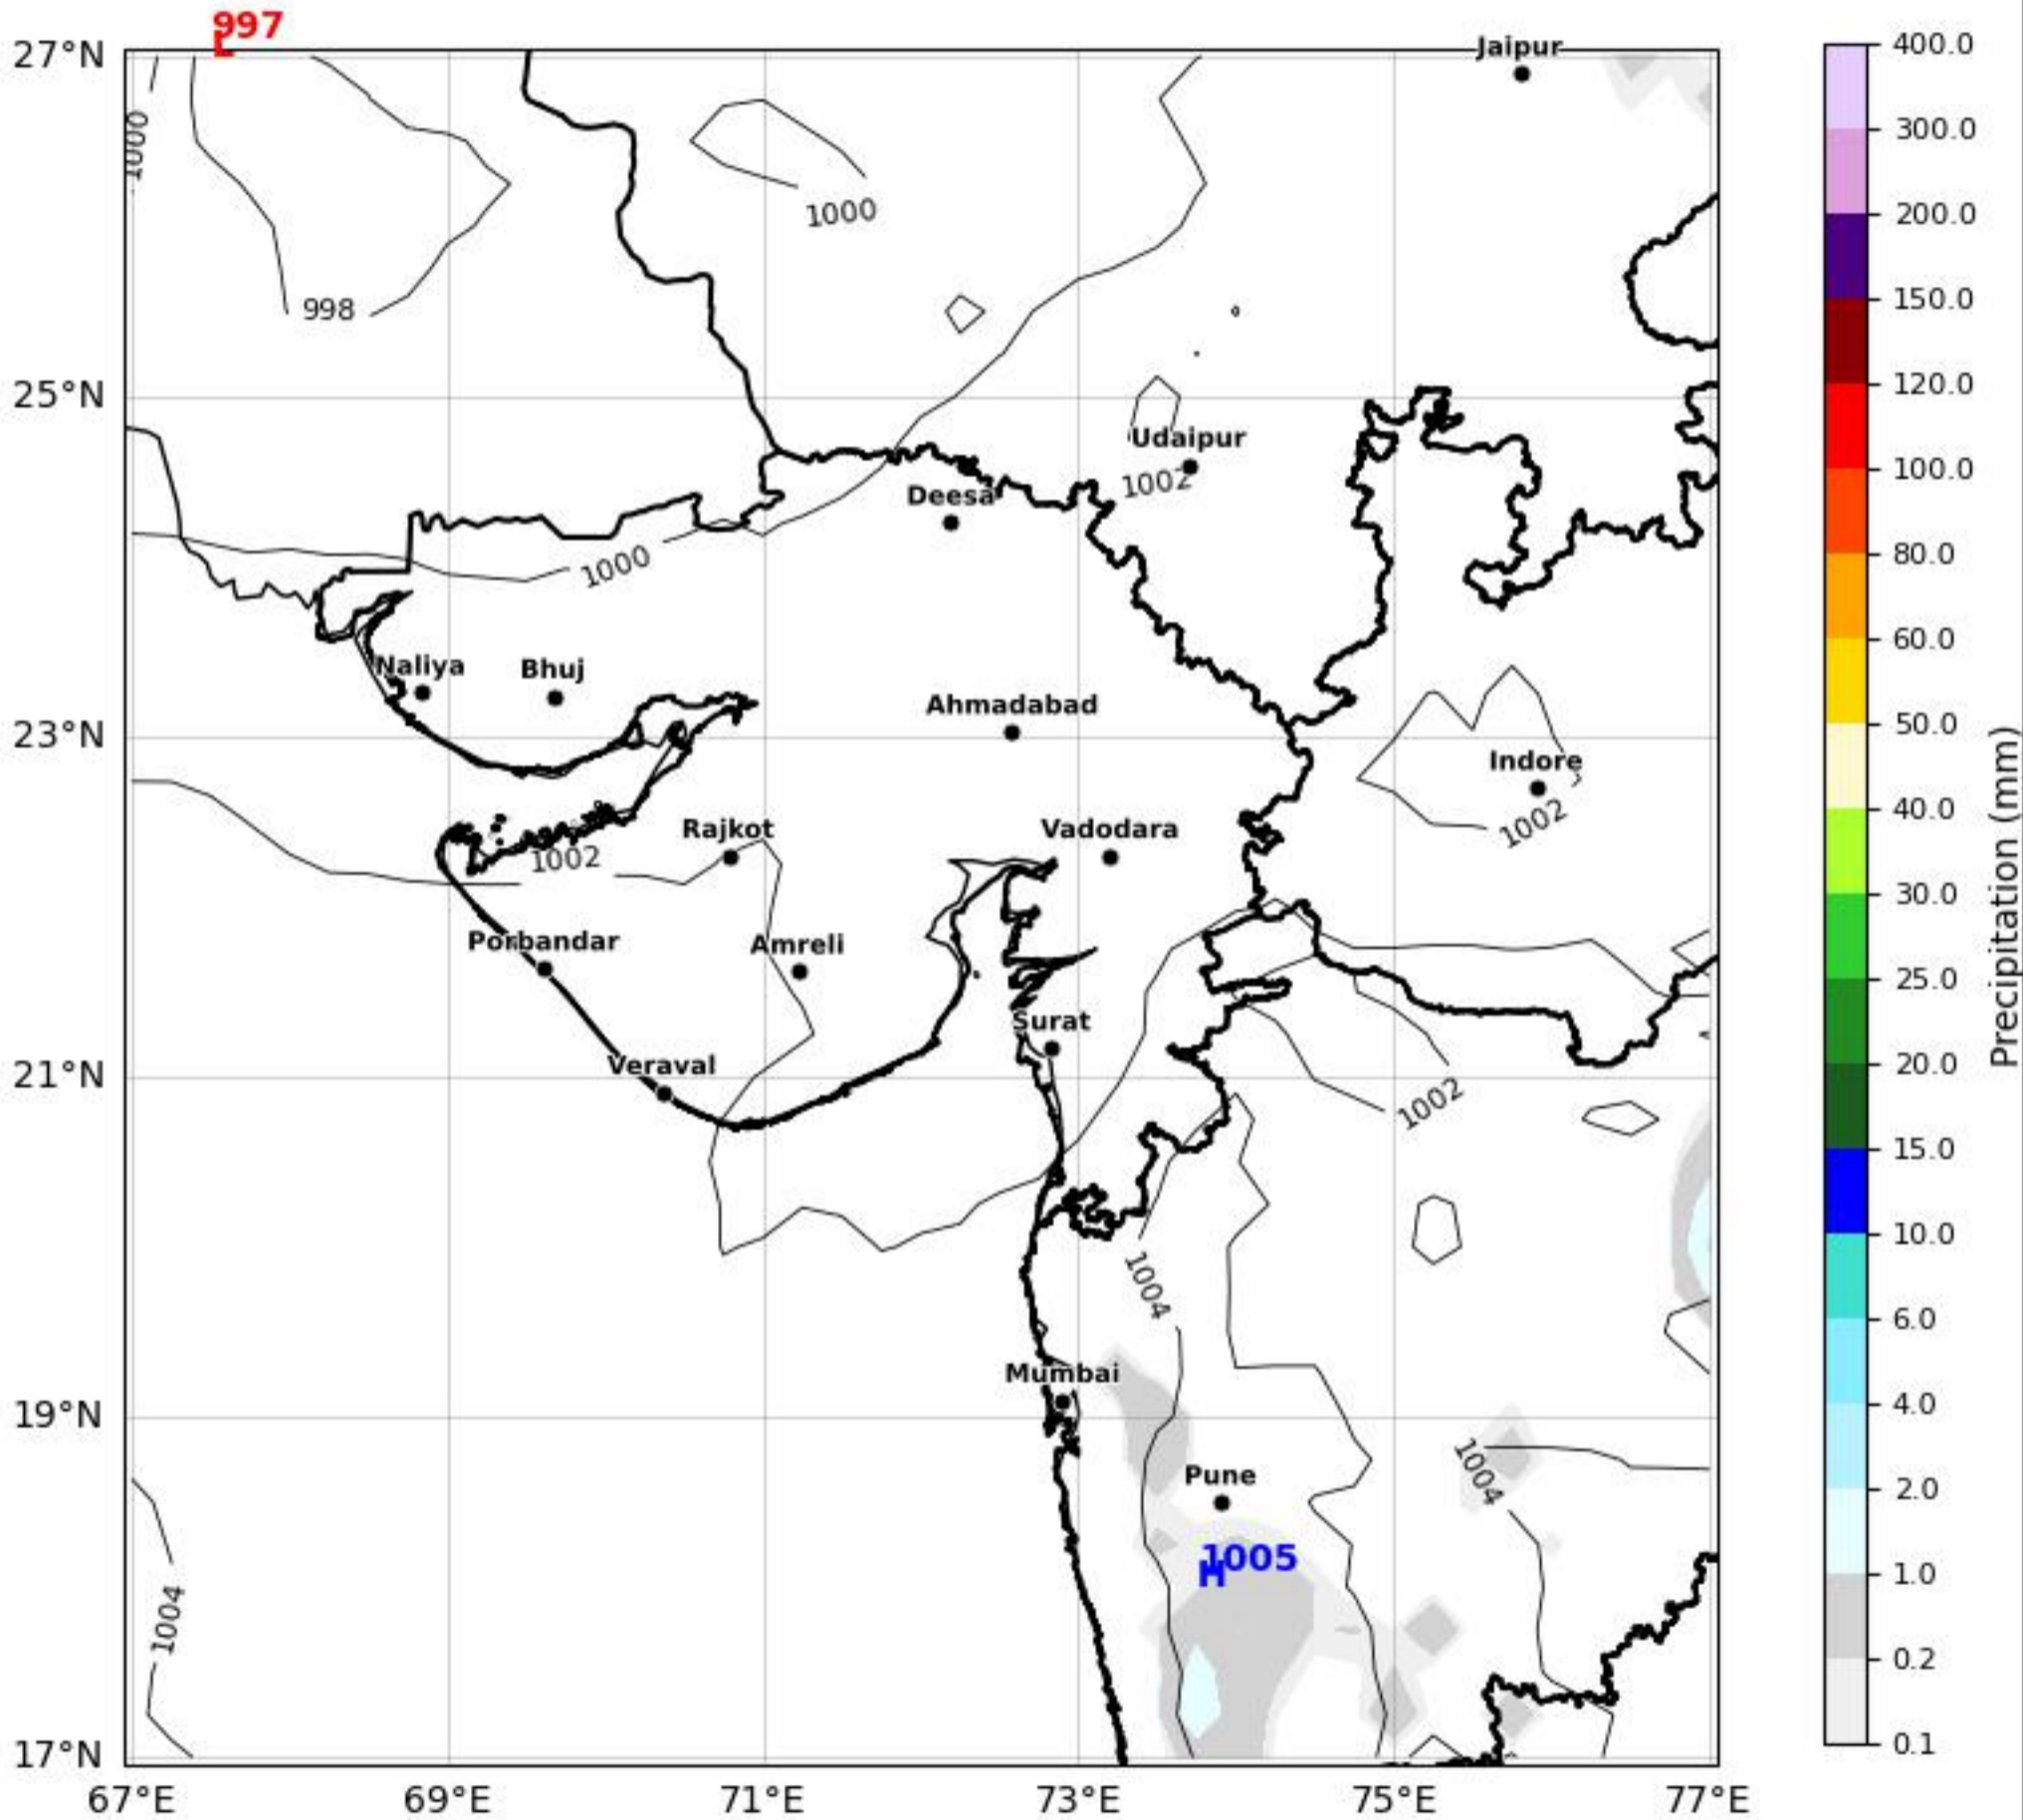 997
L
27°N
Jaipur
1000
1000
998
25°N
Udaipur
1002
Deesa
1000
Naliya
Bhuj
Ahmadabad
23°N
Indore
1002
Rajkot
Vadodara
1002
Porbandar
Amreli
Surat
Veraval
21°N
1002
1004
Mumbai
19°N
1004
Pune
1005
H
1004
17°N
67°E 69°E 71°E 73°E 75°E 77°E
400.0
300.0
200.0
150.0
120.0
100.0
80.0
60.0
50.0
40.0
30.0
25.0
20.0
15.0
10.0
6.0
4.0
2.0
1.0
0.2
0.1
Precipitation (mm)